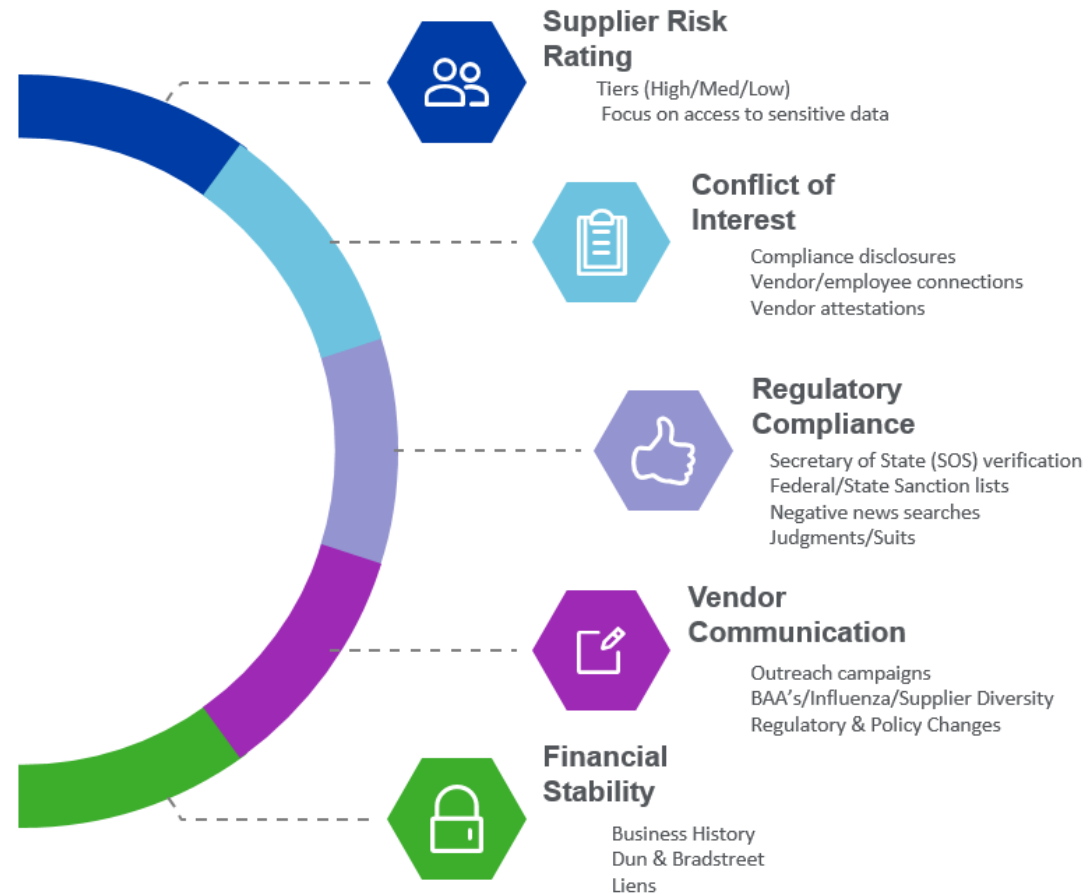 Supplier Risk
Rating
Tiers (High/Med/Low)
Focus on access to sensitive data
Conflict of
Interest
Compliance disclosures
Vendor/employee connections
Vendor attestations
Regulatory
Compliance
Secretary of State (SOS) verification
Federal/State Sanction lists
Negative news searches
Judgments/Suits
Vendor
Communication
Outreach campaigns
BAA's/Influenza/Supplier Diversity
Regulatory & Policy Changes
Financial
Stability
Business History
Dun & Bradstreet
Liens